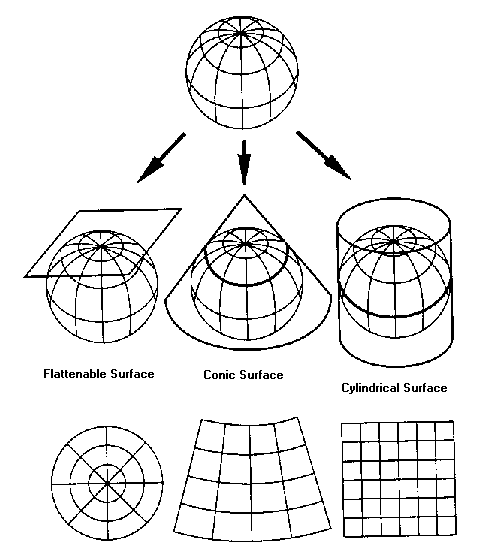 Flattenable Surface
Conic Surface
Cylindrical Surface